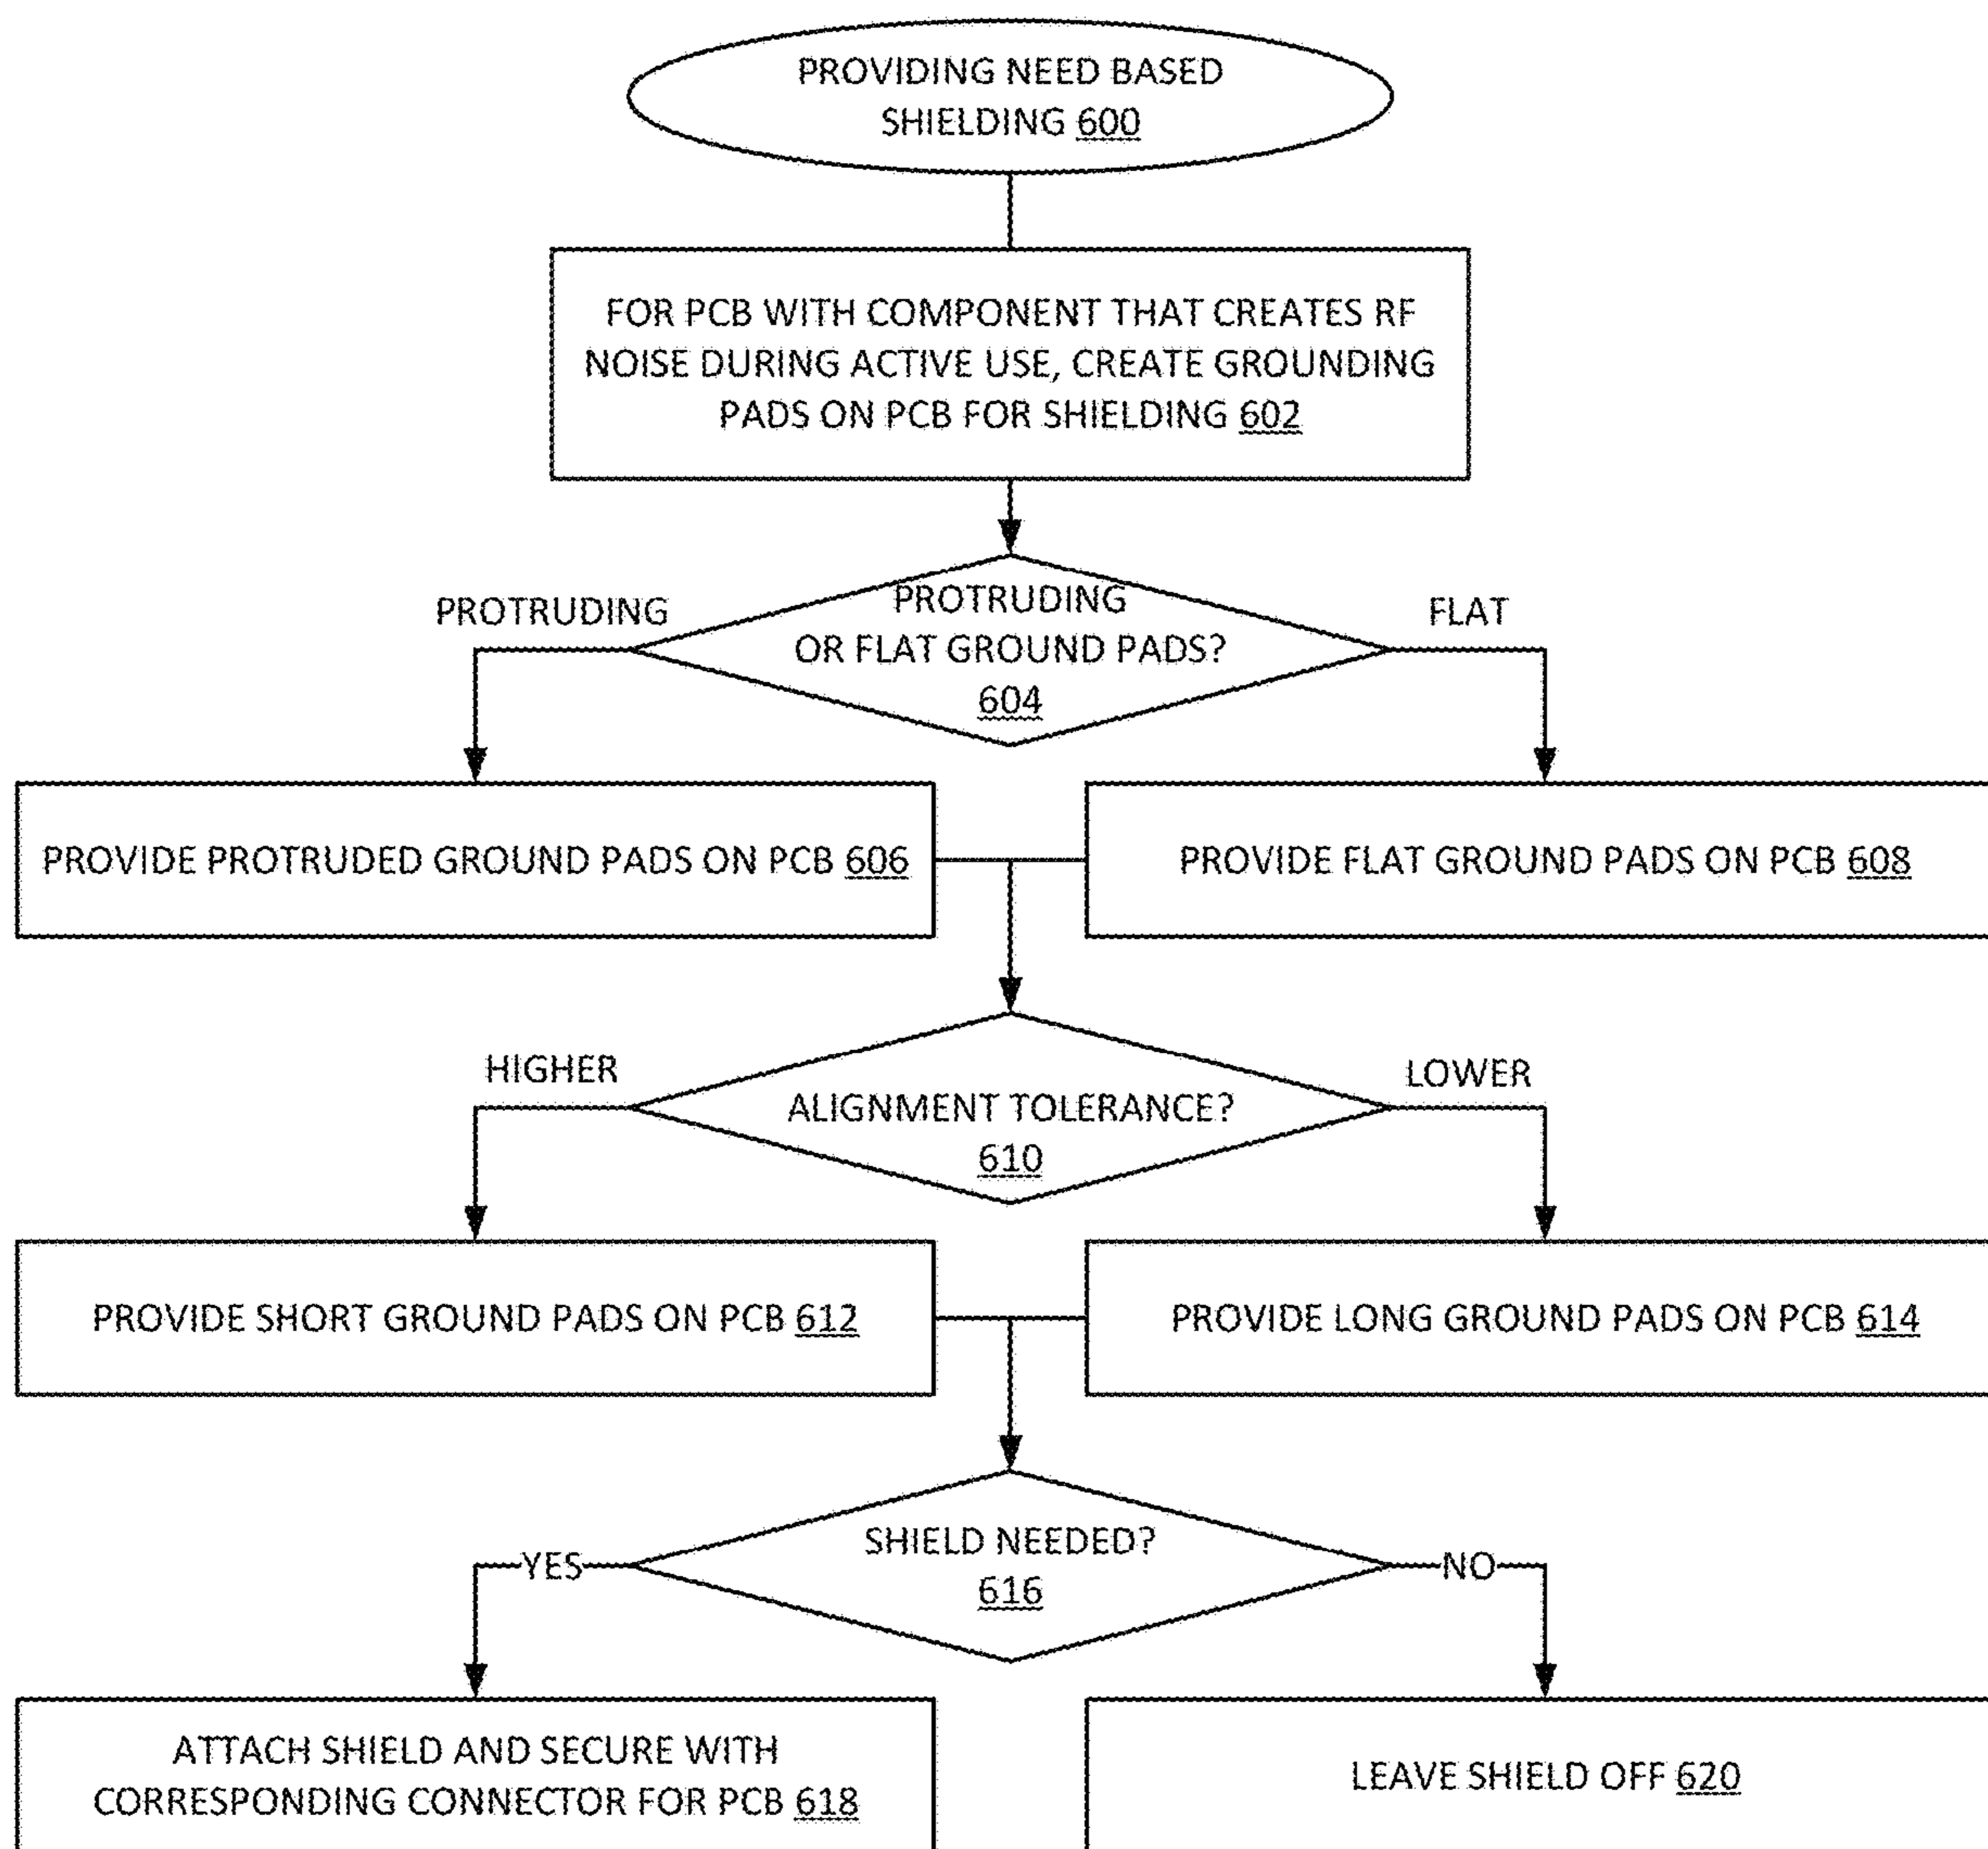 PROVIDING NEED BASED
SHIELDING 600
FOR PCB WITH COMPONENT THAT CREATES RF
NOISE DURING ACTIVE USE, CREATE GROUNDING
PADS ON PCB FOR SHIELDING 602
PROTRUDING
PROTRUDING
OR FLAT GROUND PADS?
604
FLAT
PROVIDE PROTRUDED GROUND PADS ON PCB 606
PROVIDE FLAT GROUND PADS ON PCB 608
HIGHER
ALIGNMENT TOLERANCE?
610
LOWER
PROVIDE SHORT GROUND PADS ON PCB 612
PROVIDE LONG GROUND PADS ON PCB 614
YES
SHIELD NEEDED?
616
NO
ATTACH SHIELD AND SECURE WITH
CORRESPONDING CONNECTOR FOR PCB 618
LEAVE SHIELD OFF 620